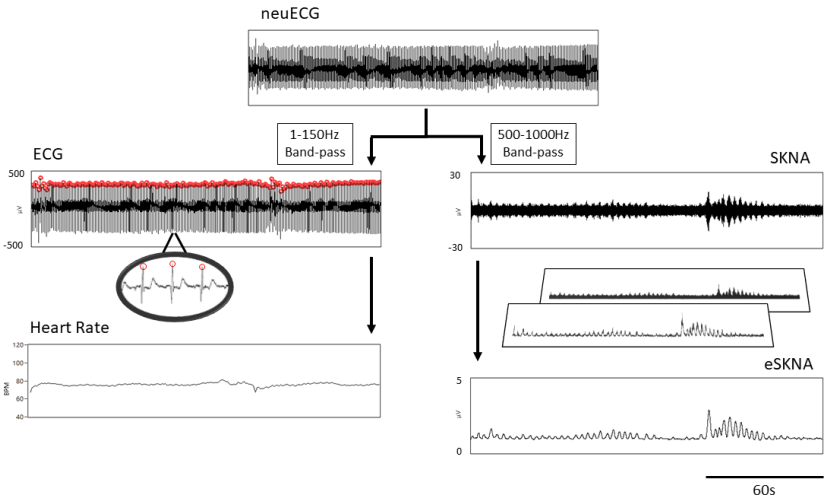 neuECG
1-150Hz
Band-pass
500-1000Hz
Band-pass
ECG
500
µV
-500
SKNA
30
µV
-30
Heart Rate
120
100
80
60
40
BPM
eSKNA
5
µV
0
60s